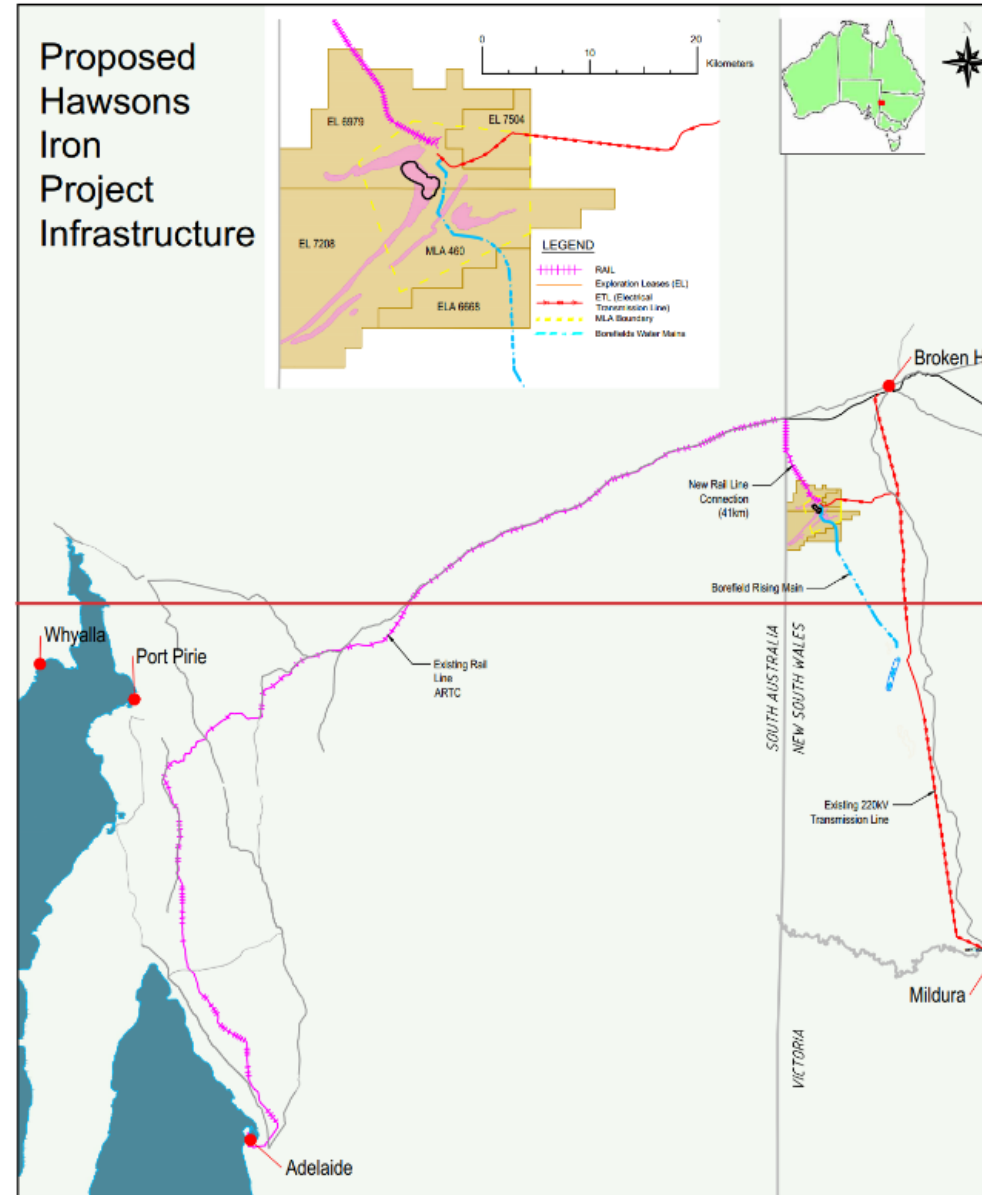 Proposed
Hawsons
Iron
Project
Infrastructure
0
10
20
Kilometers
N
EL 6979
EL 7504
EL 7208
MLA 460
ELA 6668
LEGEND
RAIL
Exploration Leases (EL)
ETL (Electrical
Transmission Line)
MLA Boundary
Borefields Water Mains
Broken H
New Rail Line
Connection
(41km)
Borefield Rising Main
Whyalla
Port Pirie
Existing Rail
Line
ARTC
SOUTH AUSTRALIA
NEW SOUTH WALES
Existing 220kV
Transmission Line
Mildura
VICTORIA
Adelaide